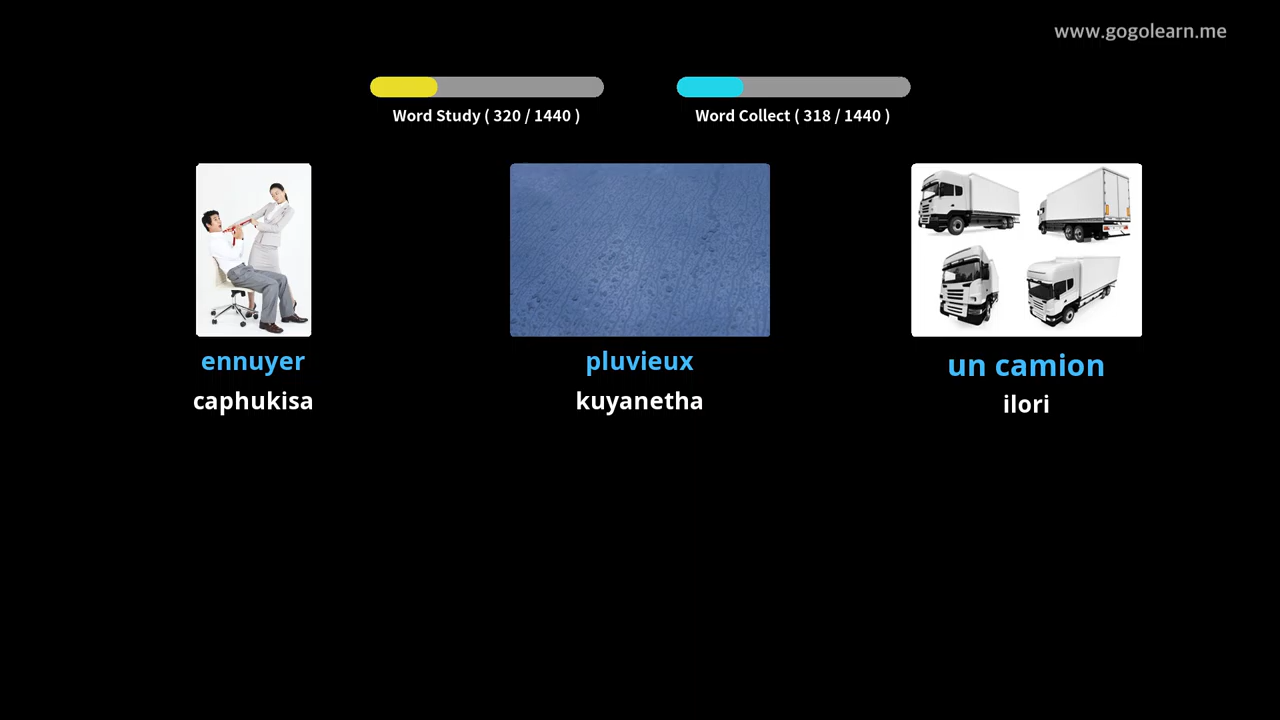 www.gogolearn.me
Word Study ( 320 / 1440 )
Word Collect ( 318 / 1440 )
ennuyer
caphukisa
pluvieux
kuyanetha
un camion
ilori